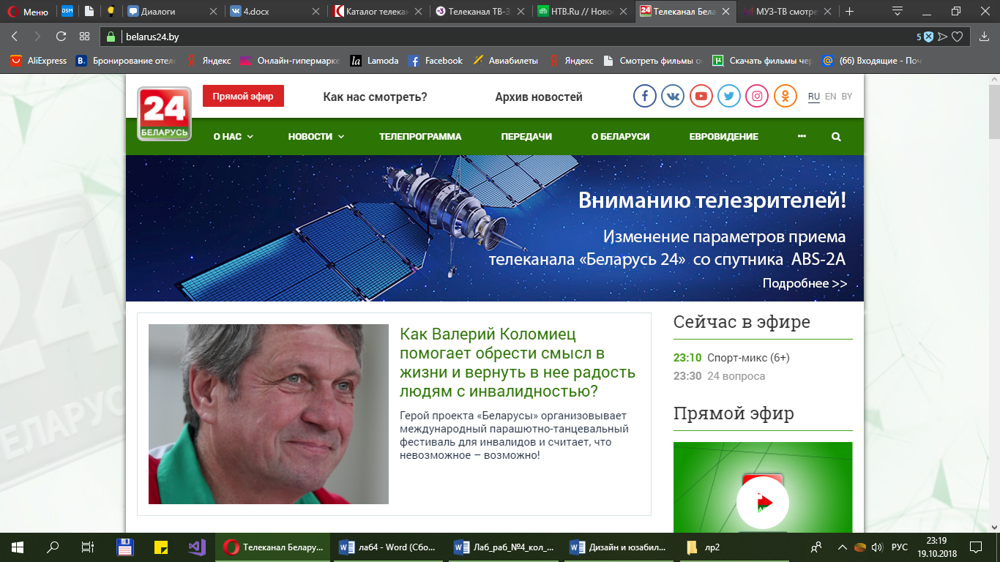 Меню
DSM
Диалоги
4.docx
Каталог телекан
Телеканал ТВ-3
НТВ.Ru // Ново
Телеканал Бела
МУЗ-ТВ смотре
belarus24.by
5
AliExpress
Бронирование отеле
Яндекс
Онлайн-гипермарке
Lamoda
Facebook
Авиабилеты
Яндекс
Смотреть фильмы о
Скачать фильмы чер
(66) Входящие - Поч
24
БЕЛАРУСЬ
Прямой эфир
Как нас смотреть?
Архив новостей
RU EN BY
О НАС
НОВОСТИ
ТЕЛЕПРОГРАММА
ПЕРЕДАЧИ
О БЕЛАРУСИ
ЕВРОВИДЕНИЕ
Вниманию телезрителей!
Изменение параметров приема
телеканала «Беларусь 24» со спутника ABS-2A
Подробнее >>
Как Валерий Коломиец
помогает обрести смысл в
жизни и вернуть в нее радость
людям с инвалидностью?
Герой проекта «Беларусы» организовывает
международный парашютно-танцевальный
фестиваль для инвалидов и считает, что
невозможное – возможно!
Сейчас в эфире
23:10 Спорт-микс (6+)
23:30 24 вопроса
Прямой эфир
Телеканал Белару...
лаб4 - Word (Сбо...
Лаб_раб_№4_кол_...
Дизайн и юзабил...
лр2
РУС
23:19
19.10.2018